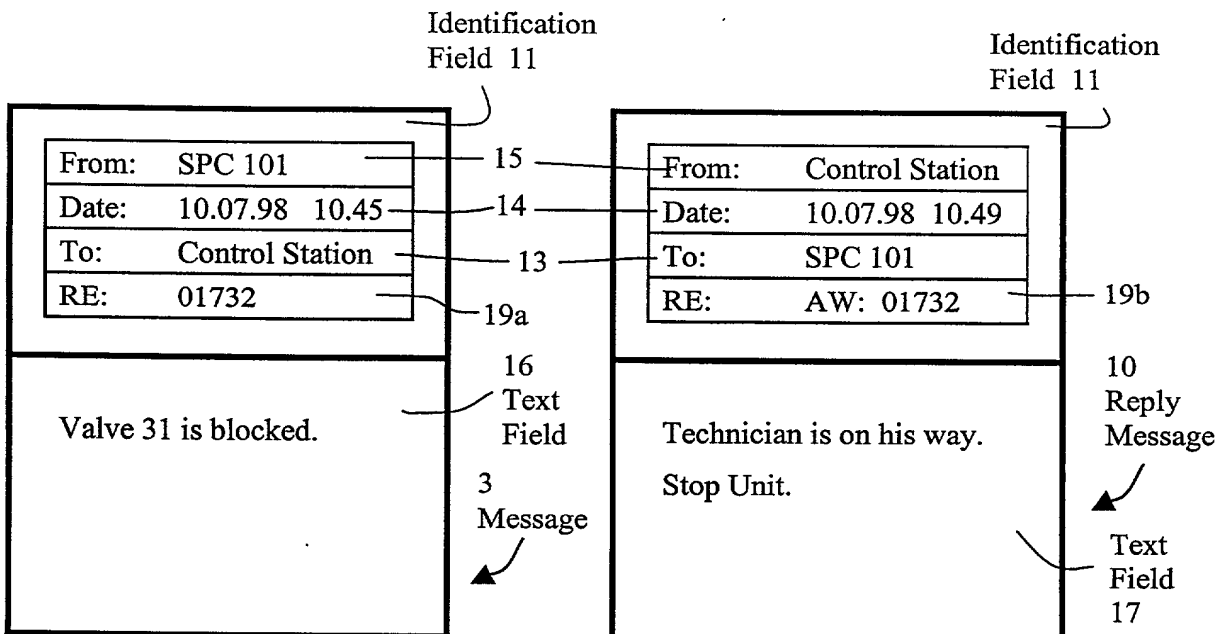 Identification
Field 11
From: SPC 101
Date: 10.07.98 10.45
To: Control Station
RE: 01732
15
14
13
19a
Valve 31 is blocked.
16
Text
Field
3
Message
Identification
Field 11
From: Control Station
Date: 10.07.98 10.49
To: SPC 101
RE: AW: 01732
19b
Technician is on his way.
Stop Unit.
10
Reply
Message
Text
Field
17